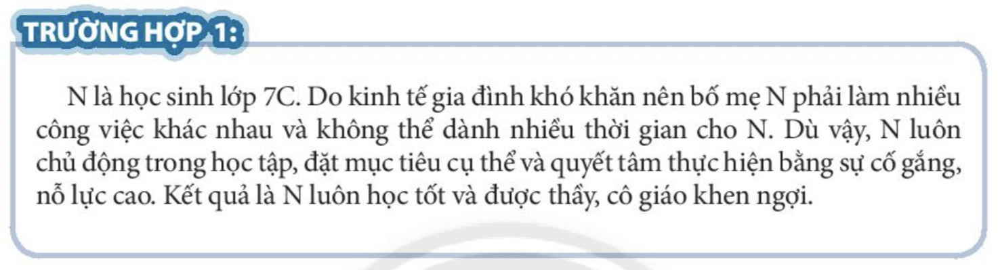 TRƯỜNG HỢP 1:
N là học sinh lớp 7C. Do kinh tế gia đình khó khăn nên bố mẹ N phải làm nhiều
công việc khác nhau và không thể dành nhiều thời gian cho N. Dù vậy, N luôn
chủ động trong học tập, đặt mục tiêu cụ thể và quyết tâm thực hiện bằng sự cố gắng,
nỗ lực cao. Kết quả là N luôn học tốt và được thầy, cô giáo khen ngợi.